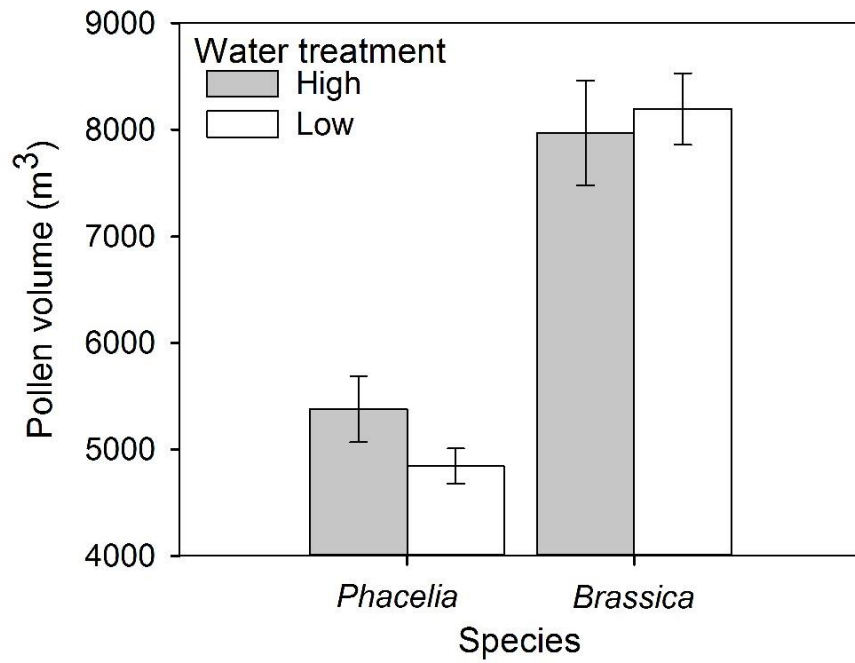 9000
8000
7000
6000
5000
4000
Pollen volume (m³)
Water treatment
High
Low
Phacelia
Brassica
Species